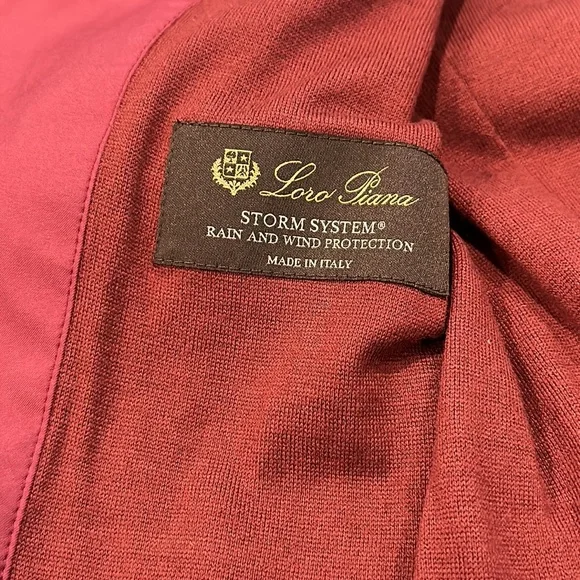 Loro Piana
STORM SYSTEM®
RAIN AND WIND PROTECTION
MADE IN ITALY